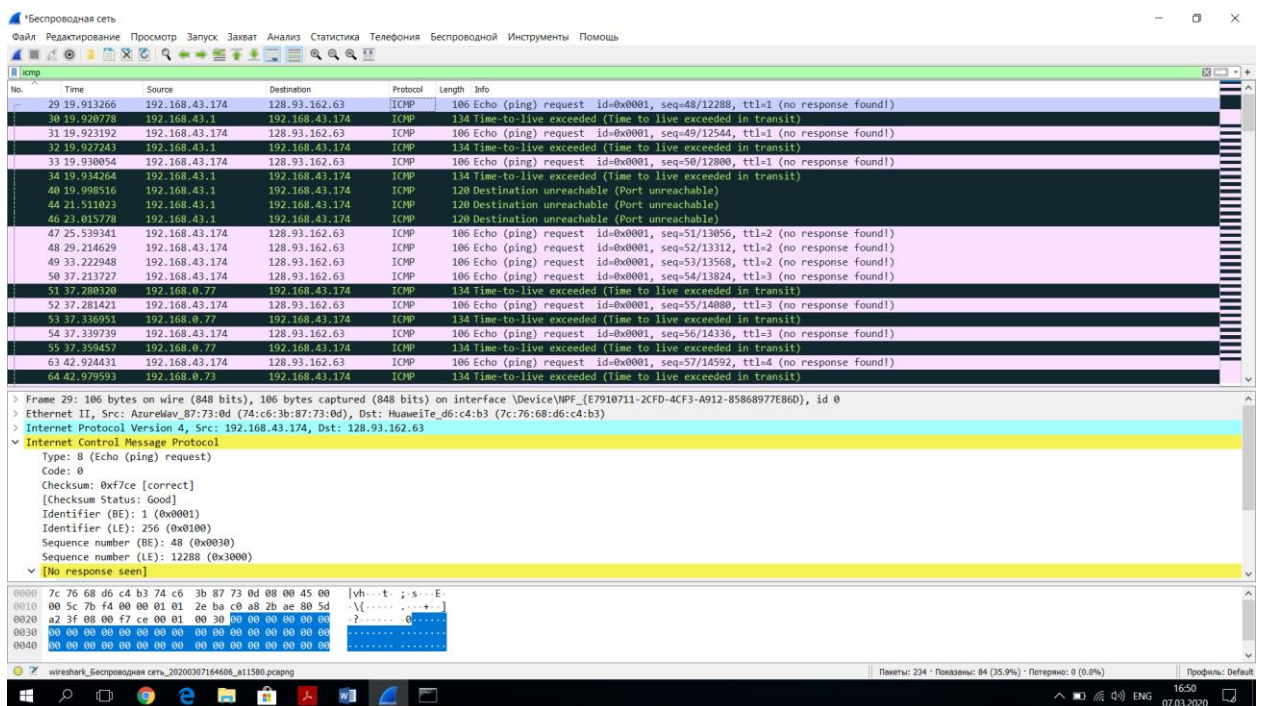 *Беспроводная сеть
Файл Редактирование Просмотр Запуск Захват Анализ Статистика Телефония Беспроводной Инструменты Помощь
icmp
No. Time Source Destination Protocol Length Info
29 19.913266 192.168.43.174 128.93.162.63 ICMP 106 Echo (ping) request id=0x0001, seq=48/12288, ttl=1 (no response found!)
30 19.920778 192.168.43.1 192.168.43.174 ICMP 134 Time-to-live exceeded (Time to live exceeded in transit)
31 19.923192 192.168.43.174 128.93.162.63 ICMP 106 Echo (ping) request id=0x0001, seq=49/12544, ttl=1 (no response found!)
32 19.927243 192.168.43.1 192.168.43.174 ICMP 134 Time-to-live exceeded (Time to live exceeded in transit)
33 19.930054 192.168.43.174 128.93.162.63 ICMP 106 Echo (ping) request id=0x0001, seq=50/12800, ttl=1 (no response found!)
34 19.934264 192.168.43.1 192.168.43.174 ICMP 134 Time-to-live exceeded (Time to live exceeded in transit)
40 19.998516 192.168.43.1 192.168.43.174 ICMP 120 Destination unreachable (Port unreachable)
44 21.511023 192.168.43.1 192.168.43.174 ICMP 120 Destination unreachable (Port unreachable)
46 23.015778 192.168.43.1 192.168.43.174 ICMP 120 Destination unreachable (Port unreachable)
47 25.539341 192.168.43.174 128.93.162.63 ICMP 106 Echo (ping) request id=0x0001, seq=51/13056, ttl=2 (no response found!)
48 29.214629 192.168.43.174 128.93.162.63 ICMP 106 Echo (ping) request id=0x0001, seq=52/13312, ttl=2 (no response found!)
49 33.222948 192.168.43.174 128.93.162.63 ICMP 106 Echo (ping) request id=0x0001, seq=53/13568, ttl=2 (no response found!)
50 37.213727 192.168.43.174 128.93.162.63 ICMP 106 Echo (ping) request id=0x0001, seq=54/13824, ttl=3 (no response found!)
51 37.280320 192.168.0.77 192.168.43.174 ICMP 134 Time-to-live exceeded (Time to live exceeded in transit)
52 37.281421 192.168.43.174 128.93.162.63 ICMP 106 Echo (ping) request id=0x0001, seq=55/14080, ttl=3 (no response found!)
53 37.336951 192.168.0.77 192.168.43.174 ICMP 134 Time-to-live exceeded (Time to live exceeded in transit)
54 37.339739 192.168.43.174 128.93.162.63 ICMP 106 Echo (ping) request id=0x0001, seq=56/14336, ttl=3 (no response found!)
55 37.359457 192.168.0.77 192.168.43.174 ICMP 134 Time-to-live exceeded (Time to live exceeded in transit)
63 42.924431 192.168.43.174 128.93.162.63 ICMP 106 Echo (ping) request id=0x0001, seq=57/14592, ttl=4 (no response found!)
64 42.979593 192.168.0.73 192.168.43.174 ICMP 134 Time-to-live exceeded (Time to live exceeded in transit)
Frame 29: 106 bytes on wire (848 bits), 106 bytes captured (848 bits) on interface \Device\NPF_{E7910711-2CFD-4CF3-A912-85868977E86D}, id 0
Ethernet II, Src: AzureWav_87:73:0d (74:c6:3b:87:73:0d), Dst: HuaweiTe_d6:c4:b3 (7c:76:68:d6:c4:b3)
Internet Protocol Version 4, Src: 192.168.43.174, Dst: 128.93.162.63
Internet Control Message Protocol
Type: 8 (Echo (ping) request)
Code: 0
Checksum: 0xf7ce [correct]
[Checksum Status: Good]
Identifier (BE): 1 (0x0001)
Identifier (LE): 256 (0x0100)
Sequence number (BE): 48 (0x0030)
Sequence number (LE): 12288 (0x3000)
[No response seen]
0000 7c 76 68 d6 c4 b3 74 c6 3b 87 73 0d 08 00 45 00 |vh···t· ;·s···E·
0010 00 5c 7b f4 00 00 01 01 2e ba c0 a8 2b ae 80 5d ·\{····· .···+··]
0020 a2 3f 08 00 f7 ce 00 01 00 30 00 00 00 00 00 00 ·?······ ·0······
0030 00 00 00 00 00 00 00 00 00 00 00 00 00 00 00 00 ········ ········
0040 00 00 00 00 00 00 00 00 00 00 00 00 00 00 00 00 ········ ········
wireshark_Беспроводная сеть_20200307164606_a11580.pcapng Пакеты: 234 · Показаны: 84 (35.9%) · Потеряно: 0 (0.0%) Профиль: Default
ENG 16:50
07.03.2020